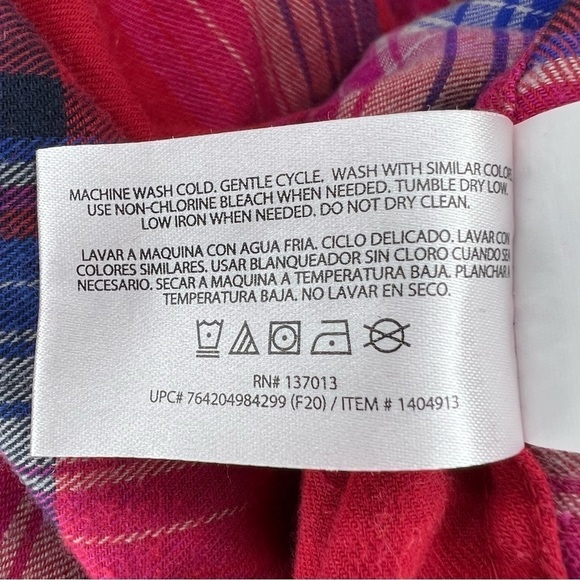 MACHINE WASH COLD. GENTLE CYCLE. WASH WITH SIMILAR COLOR
USE NON-CHLORINE BLEACH WHEN NEEDED. TUMBLE DRY LOW.
LOW IRON WHEN NEEDED. DO NOT DRY CLEAN.
LAVAR A MAQUINA CON AGUA FRIA. CICLO DELICADO. LAVAR CON
COLORES SIMILARES. USAR BLANQUEADOR SIN CLORO CUANDO SEA
NECESARIO. SECAR A MAQUINA A TEMPERATURA BAJA. PLANCHAR A
TEMPERATURA BAJA. NO LAVAR EN SECO.
RN# 137013
UPC# 764204984299 (F20) / ITEM # 1404913